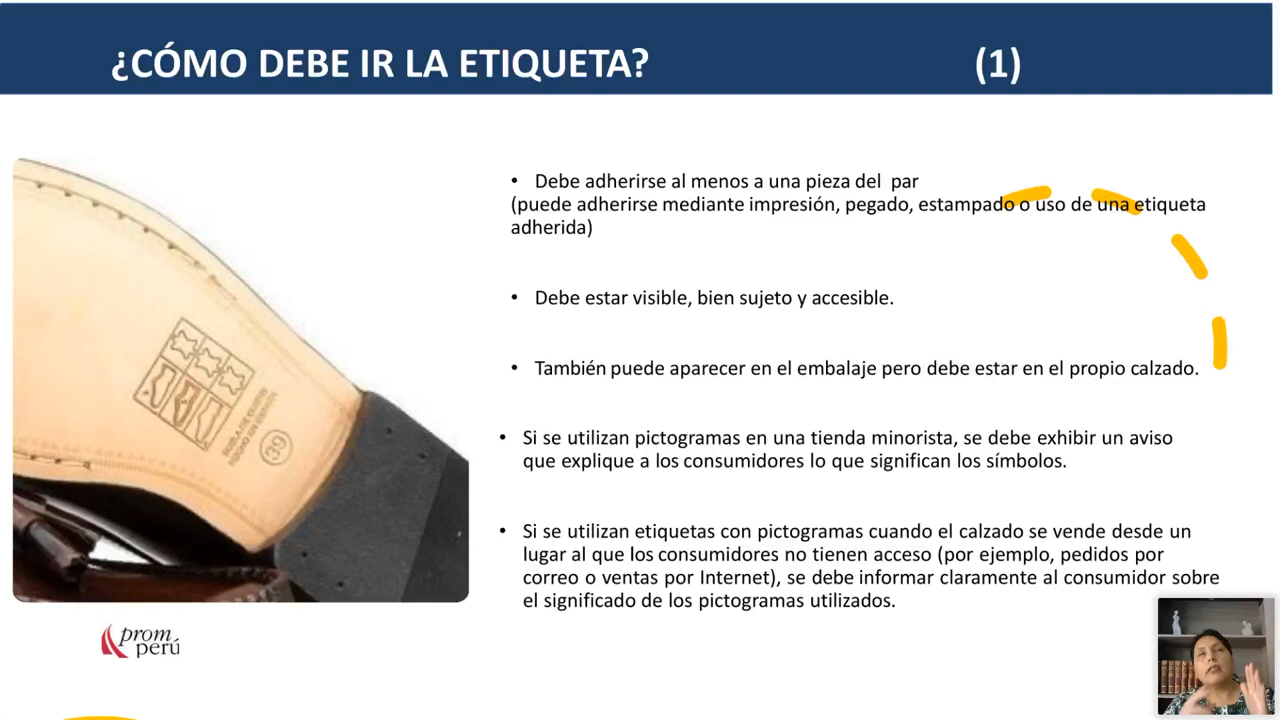 ¿CÓMO DEBE IR LA ETIQUETA? (1)
• Debe adherirse al menos a una pieza del par
(puede adherirse mediante impresión, pegado, estampado o uso de una etiqueta
adherida)
• Debe estar visible, bien sujeto y accesible.
• También puede aparecer en el embalaje pero debe estar en el propio calzado.
• Si se utilizan pictogramas en una tienda minorista, se debe exhibir un aviso
que explique a los consumidores lo que significan los símbolos.
• Si se utilizan etiquetas con pictogramas cuando el calzado se vende desde un
lugar al que los consumidores no tienen acceso (por ejemplo, pedidos por
correo o ventas por Internet), se debe informar claramente al consumidor sobre
el significado de los pictogramas utilizados.
39
prom
perú